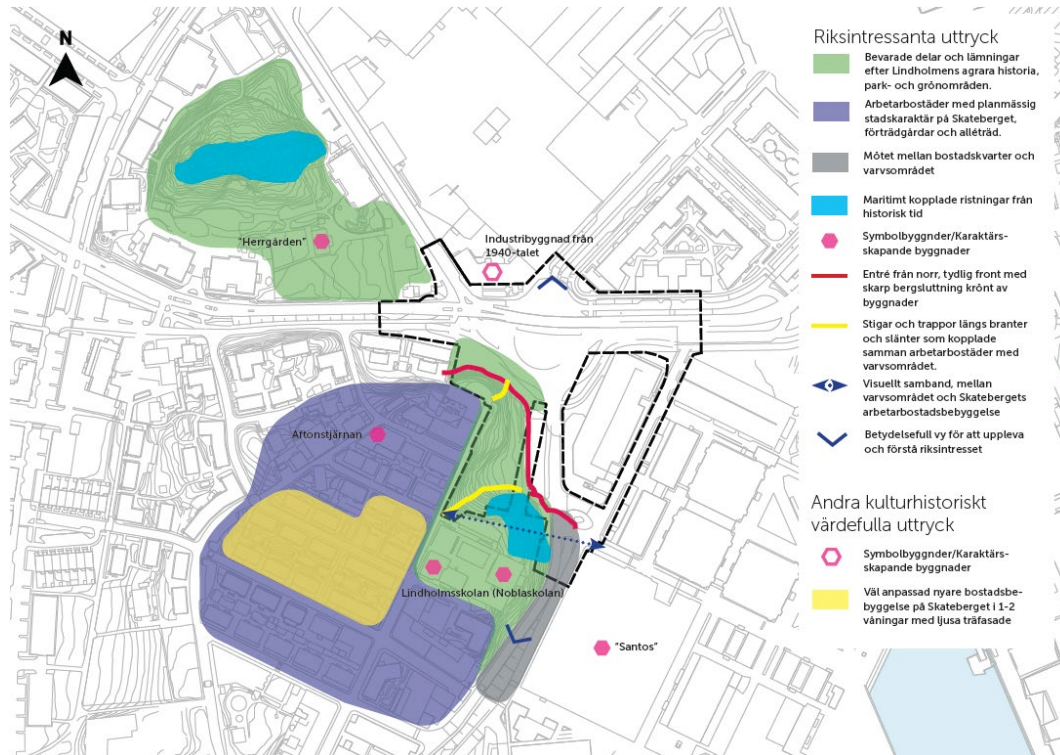 N
"Herrgården"
Industribyggnad från
1940-talet
Aftonstjärnan
Lindholmsskolan (Noblaskolan)
"Santos"
Riksintressanta uttryck
Bevarade delar och lämningar
efter Lindholmens agrara historia,
park- och grönområden.
Arbetarbostäder med planmässig
stadskaraktär på Skateberget,
förträdgårdar och alléträd.
Mötet mellan bostadskvarter och
varvsområdet
Maritimt kopplade ristningar från
historisk tid
Symbolbyggnder/Karaktärs-
skapande byggnader
Entré från norr, tydlig front med
skarp bergsluttning krönt av
byggnader
Stigar och trappor längs branter
och slänter som kopplade
samman arbetarbostäder med
varvsområdet.
Visuellt samband, mellan
varvsområdet och Skatebergets
arbetarbostadsbebyggelse
Betydelsefull vy för att uppleva
och förstå riksintresset
Andra kulturhistoriskt
värdefulla uttryck
Symbolbyggnder/Karaktärs-
skapande byggnader
Väl anpassad nyare bostadsbe-
byggelse på Skateberget i 1-2
våningar med ljusa träfasade